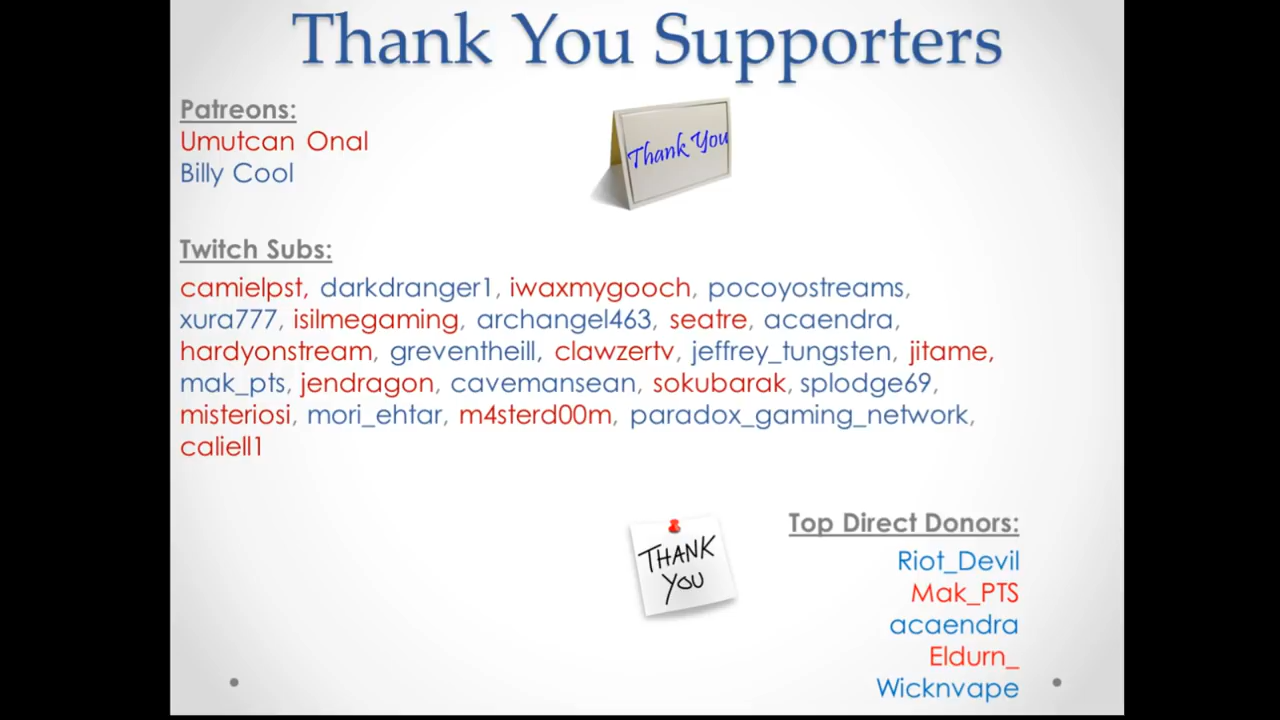 Thank You Supporters
Patreons:
Umutcan Onal
Billy Cool
Thank You
Twitch Subs:
camielpst, darkdranger1, iwaxmygooch, pocoyostreams,
xura777, isilmegaming, archangel463, seatre, acaendra,
hardyonstream, greventheill, clawzertv, jeffrey_tungsten, jitame,
mak_pts, jendragon, cavemansean, sokubarak, splodge69,
misteriosi, mori_ehtar, m4sterd00m, paradox_gaming_network,
caliell1
THANK
YOU
Top Direct Donors:
Riot_Devil
Mak_PTS
acaendra
Eldurn_
Wicknvape